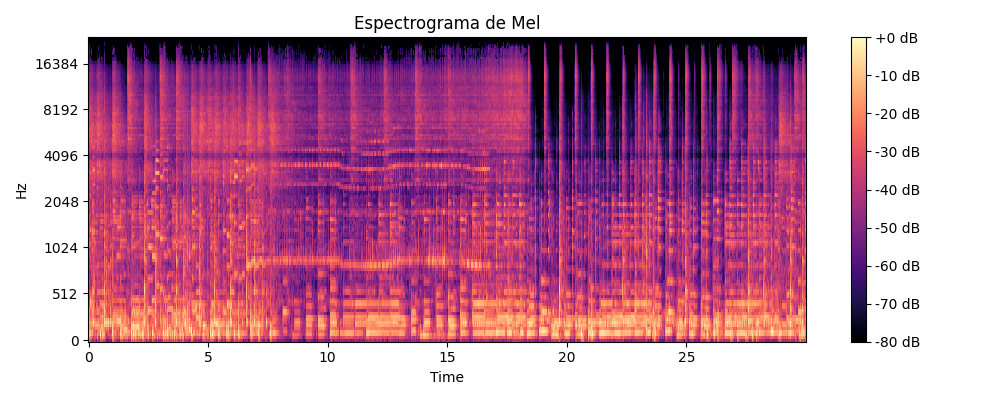 Espectrograma de Mel
Hz
16384
8192
4096
2048
1024
512
0
0 5 10 15 20 25
Time
+0 dB
-10 dB
-20 dB
-30 dB
-40 dB
-50 dB
-60 dB
-70 dB
-80 dB